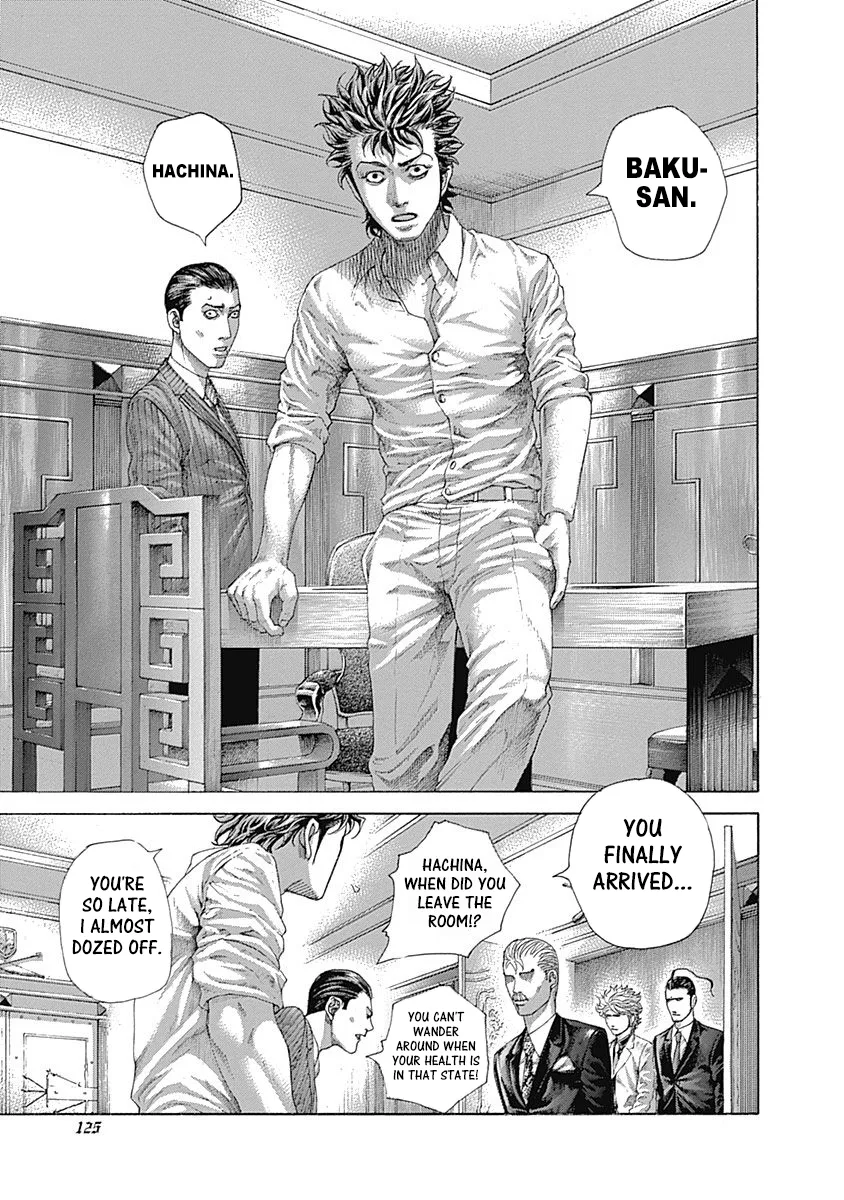 BAKU-
SAN.
HACHINA.
YOU
FINALLY
ARRIVED...
HACHINA,
WHEN DID YOU
LEAVE THE
ROOM!?
YOU CAN'T
WANDER
AROUND WHEN
YOUR HEALTH IS
IN THAT STATE!
YOU'RE
SO LATE,
I ALMOST
DOZED OFF.
125